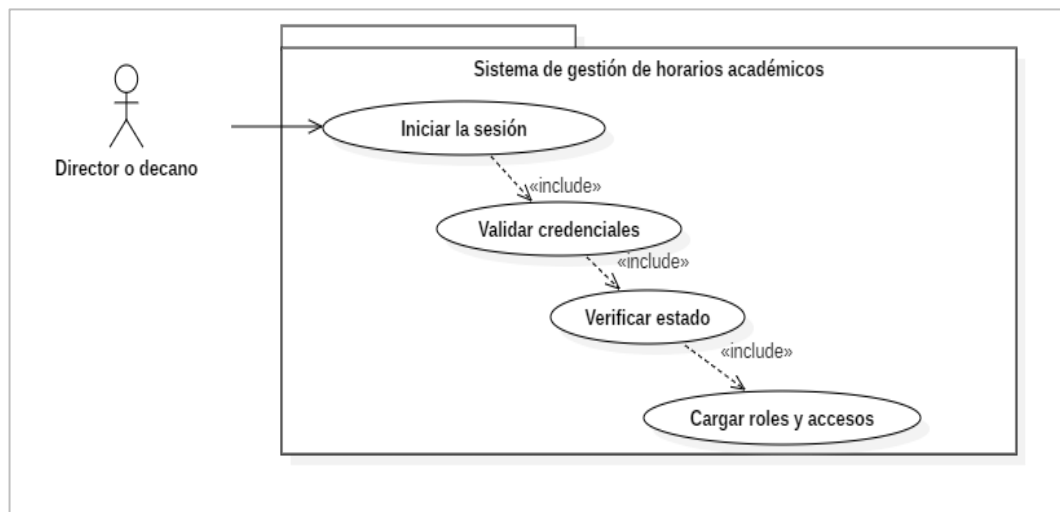 Sistema de gestión de horarios académicos
Iniciar la sesión
Director o decano
«include»
Validar credenciales
«include»
Verificar estado
«include»
Cargar roles y accesos